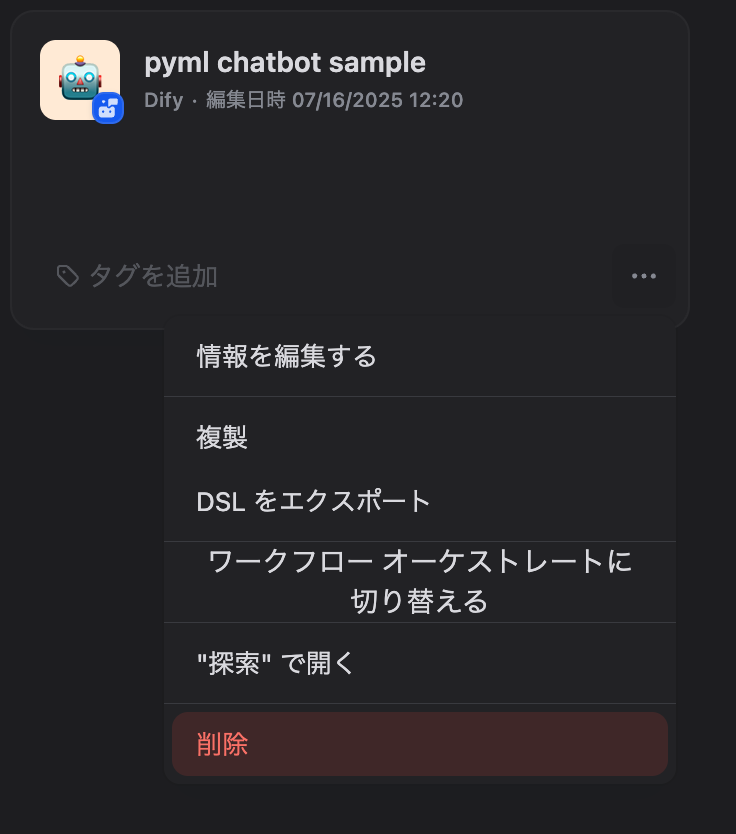 pyml chatbot sample
Dify · 編集日時 07/16/2025 12:20
タグを追加
情報を編集する
複製
DSL をエクスポート
ワークフロー オーケストレートに
切り替える
"探索" で開く
削除